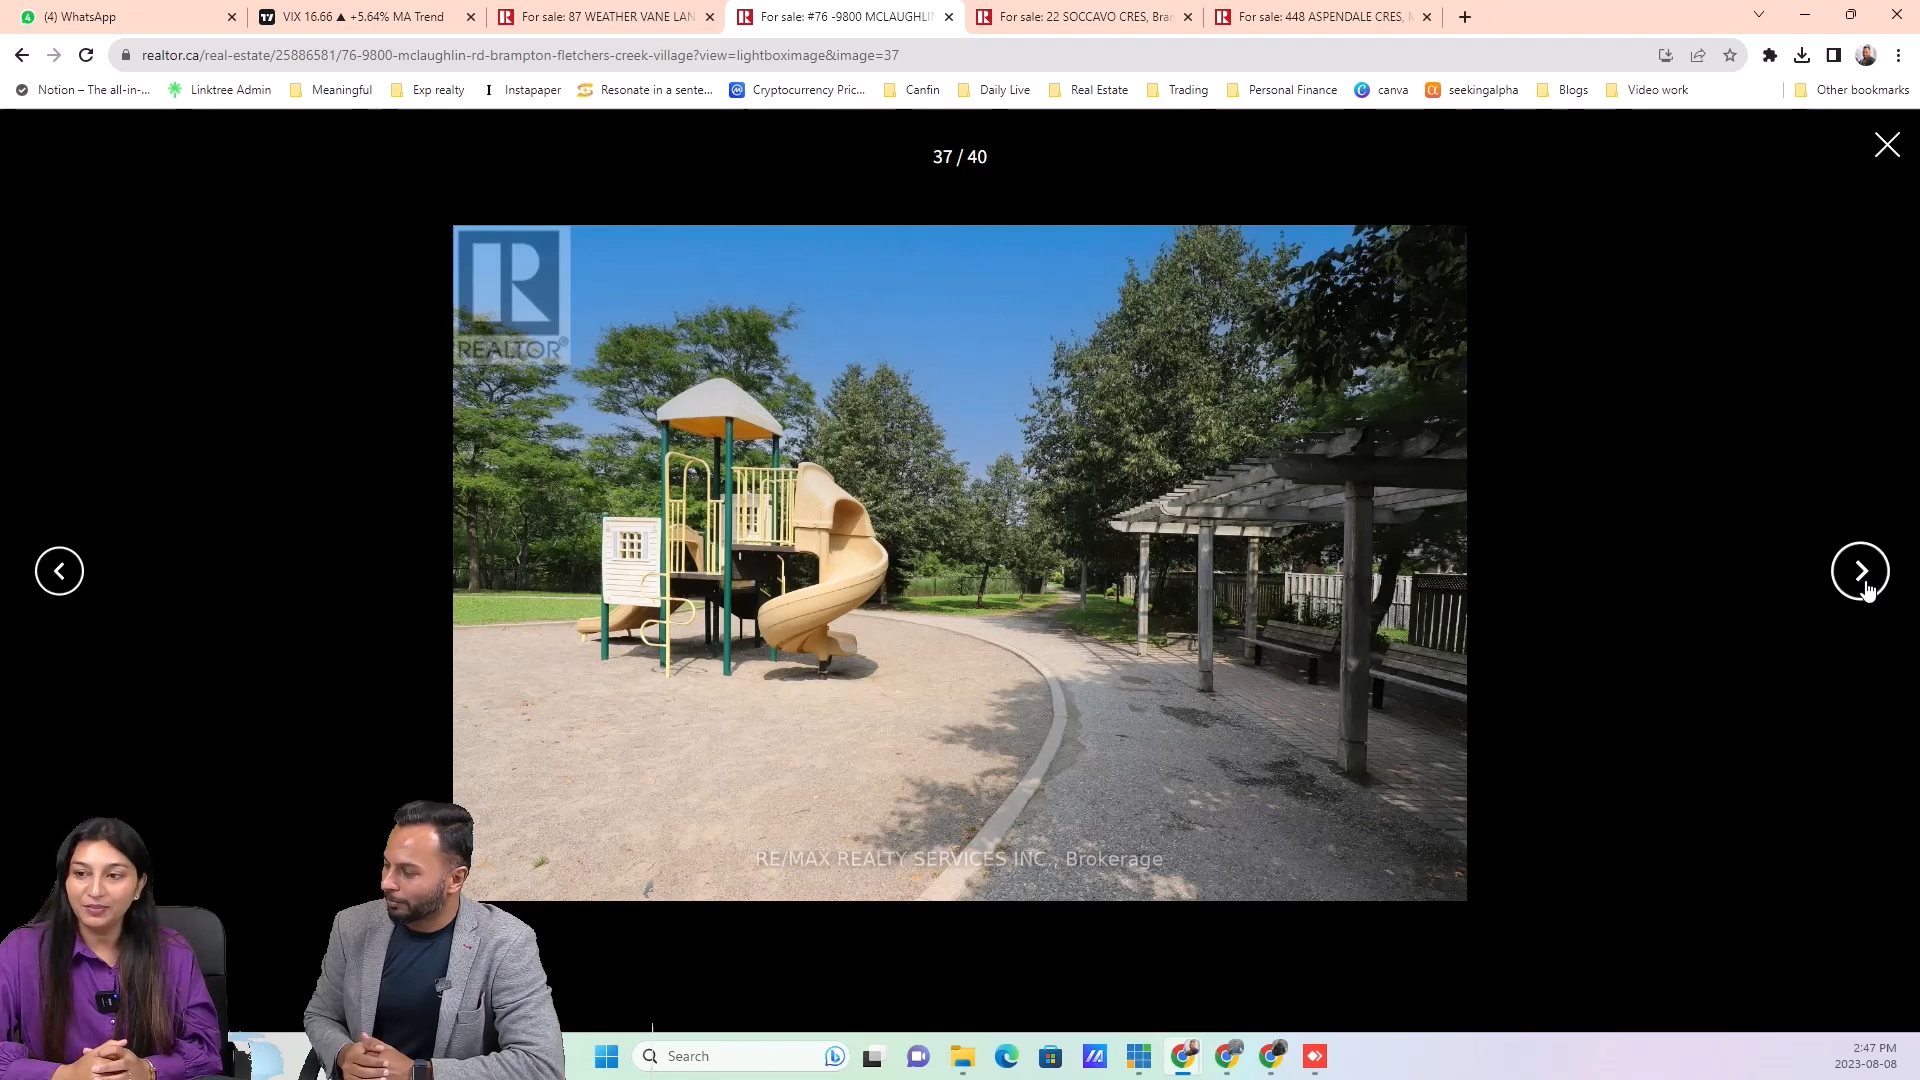 (4) WhatsApp
VIX 16.66 ▲ +5.64% MA Trend
For sale: 87 WEATHER VANE LAN
For sale: #76 -9800 MCLAUGHLI
For sale: 22 SOCCAVO CRES, Bra
For sale: 448 ASPENDALE CRES, M
realtor.ca/real-estate/25886581/76-9800-mclaughlin-rd-brampton-fletchers-creek-village?view=lightboximage&image=37
Notion – The all-in-...
Linktree Admin
Meaningful
Exp realty
Instapaper
Resonate in a sente...
Cryptocurrency Pric...
Canfin
Daily Live
Real Estate
Trading
Personal Finance
canva
seekingalpha
Blogs
Video work
Other bookmarks
37 / 40
R
REALTOR®
RE/MAX REALTY SERVICES INC., Brokerage
Search
2:47 PM
2023-08-08